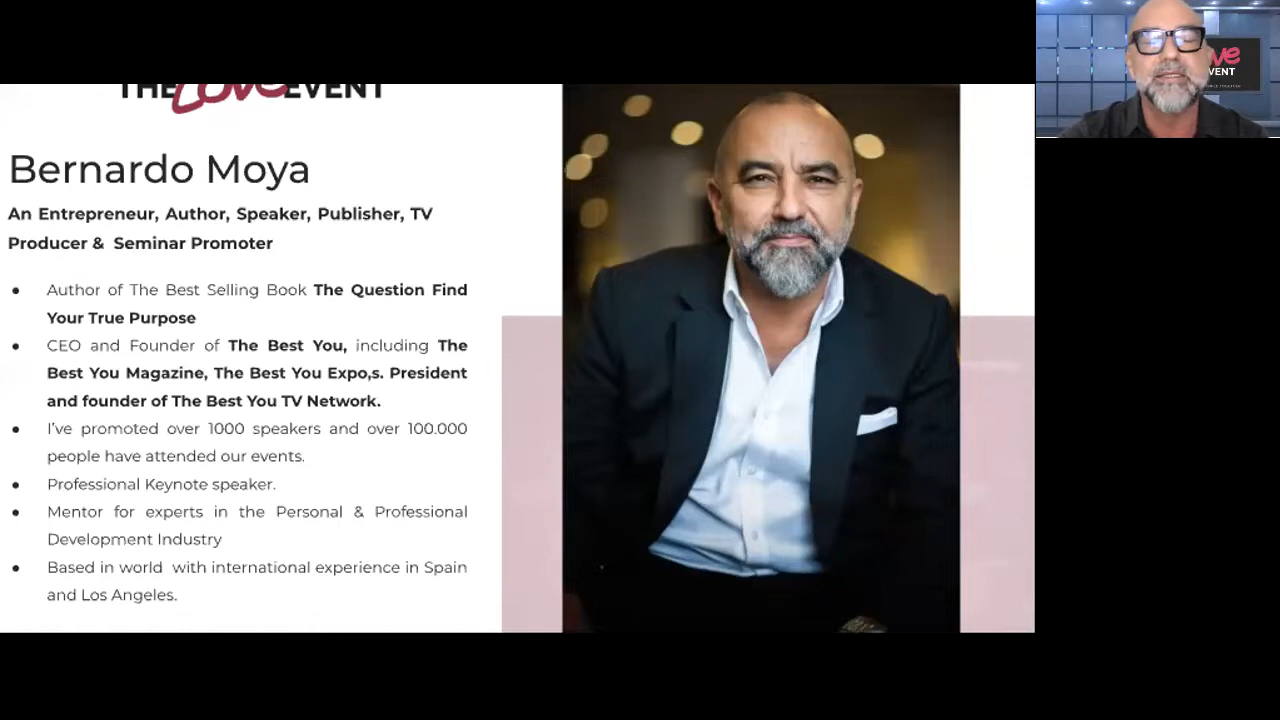 THE Love EVENT
Bernardo Moya
An Entrepreneur, Author, Speaker, Publisher, TV
Producer & Seminar Promoter
● Author of The Best Selling Book The Question Find
Your True Purpose
● CEO and Founder of The Best You, including The
Best You Magazine, The Best You Expo,s. President
and founder of The Best You TV Network.
● I’ve promoted over 1000 speakers and over 100.000
people have attended our events.
● Professional Keynote speaker.
● Mentor for experts in the Personal & Professional
Development Industry
● Based in world with international experience in Spain
and Los Angeles.
ve
VENT